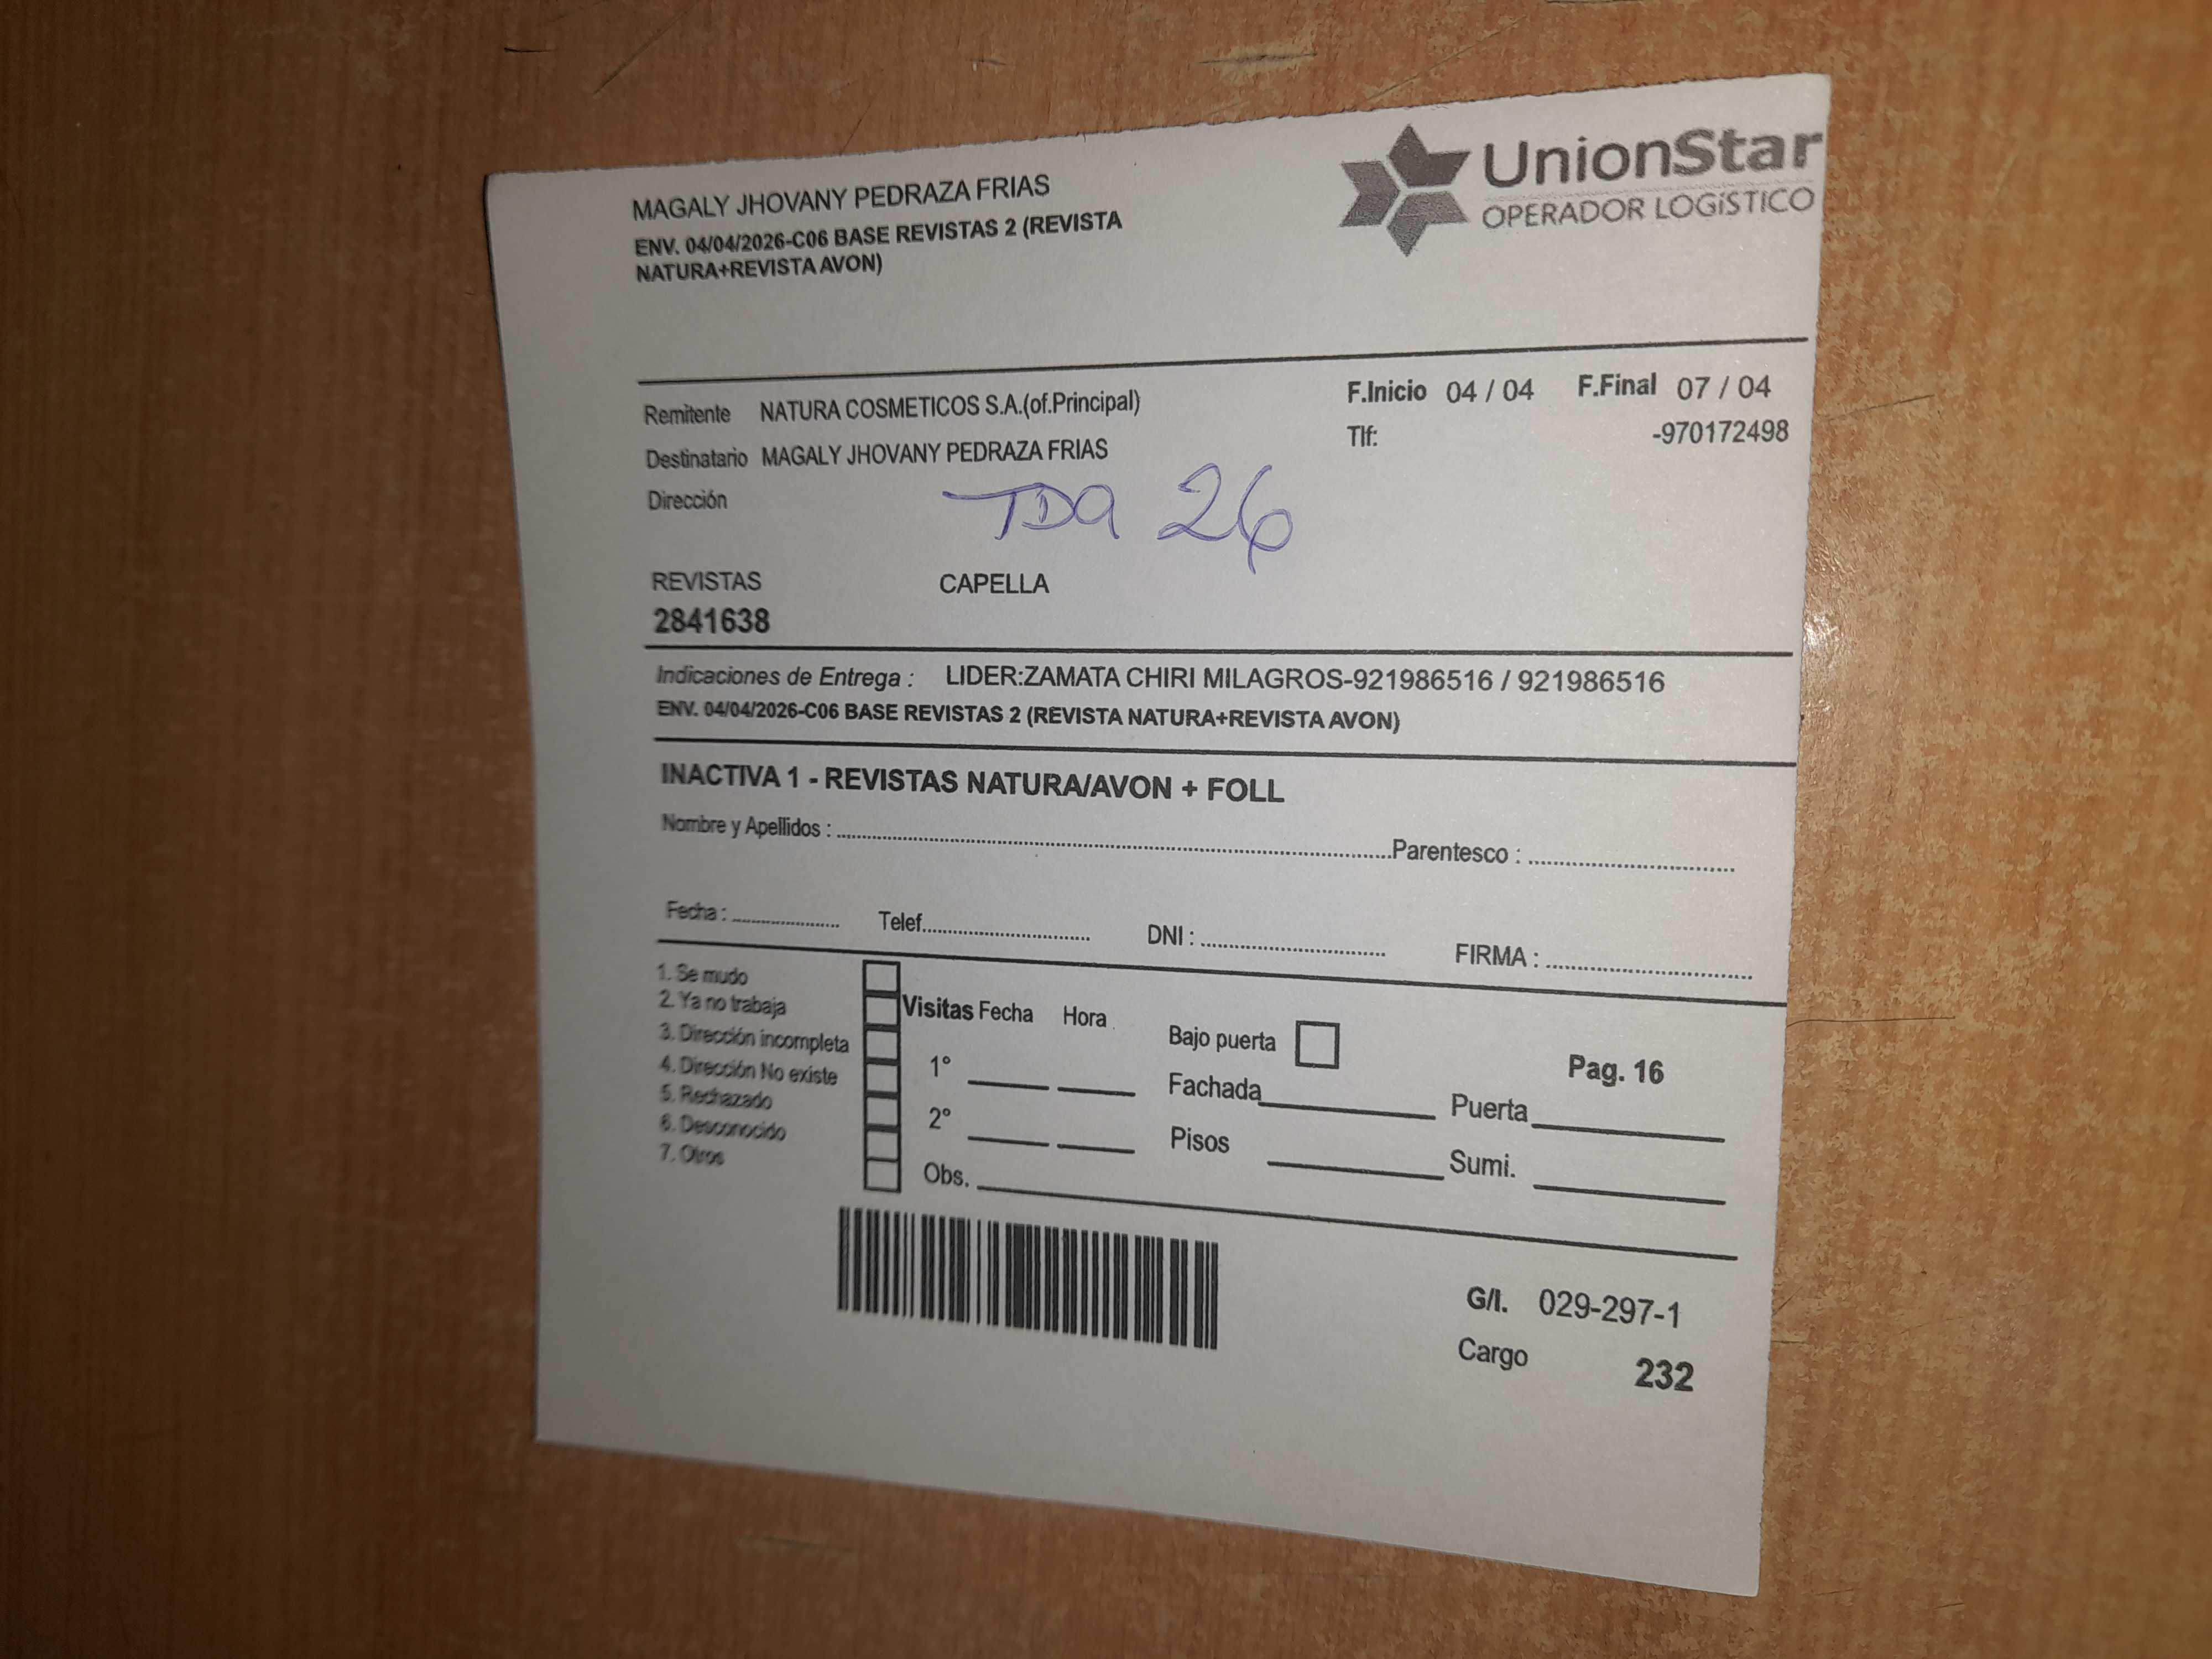 MAGALY JHOVANY PEDRAZA FRIAS
ENV. 04/04/2026-C06 BASE REVISTAS 2 (REVISTA
NATURA+REVISTA AVON)
UnionStar
OPERADOR LOGÍSTICO
Remitente NATURA COSMETICOS S.A.(of.Principal) F.Inicio 04 / 04 F.Final 07 / 04
Destinatario MAGALY JHOVANY PEDRAZA FRIAS Tlf: -970172498
Dirección TDA 26
REVISTAS CAPELLA
2841638
Indicaciones de Entrega : LIDER:ZAMATA CHIRI MILAGROS-921986516 / 921986516
ENV. 04/04/2026-C06 BASE REVISTAS 2 (REVISTA NATURA+REVISTA AVON)
INACTIVA 1 - REVISTAS NATURA/AVON + FOLL
Nombre y Apellidos : Parentesco :
Fecha : Telef. DNI : FIRMA :
1. Se mudo
2. Ya no trabaja
3. Dirección incompleta
4. Dirección No existe
5. Rechazado
6. Desconocido
7. Otros
Visitas Fecha Hora
1°
2°
Obs.
Bajo puerta
Fachada Puerta
Pisos Sumi.
Pag. 16
G/I. 029-297-1
Cargo 232